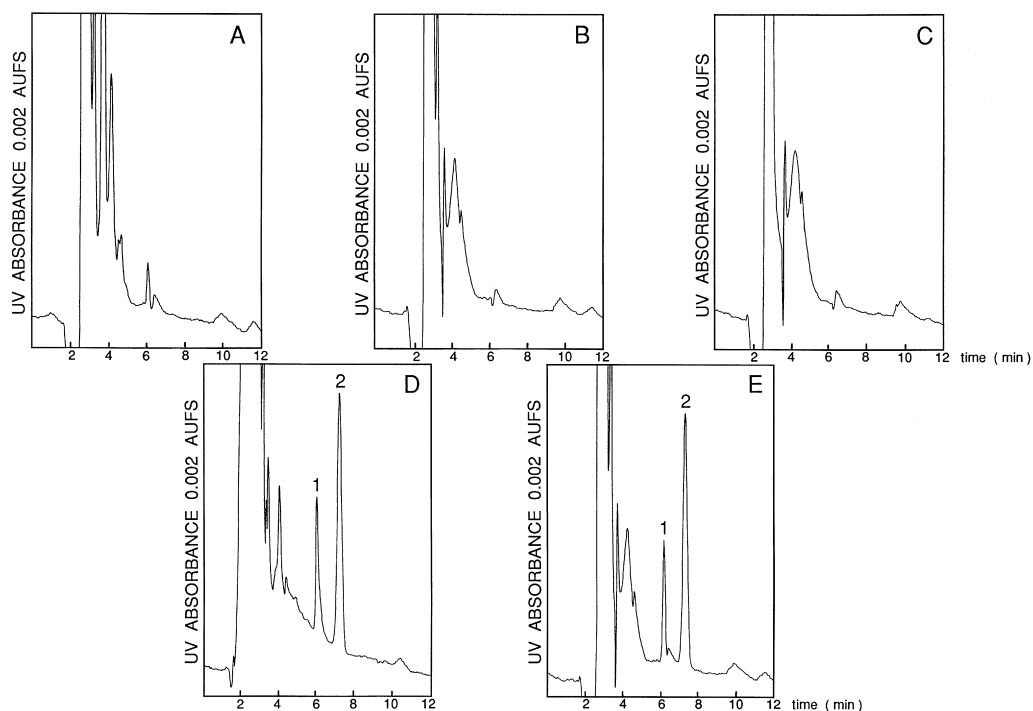 UV ABSORBANCE 0.002 AUFS
A
2 4 6 8 10 12
UV ABSORBANCE 0.002 AUFS
B
2 4 6 8 10 12
UV ABSORBANCE 0.002 AUFS
C
2 4 6 8 10 12 time ( min )
UV ABSORBANCE 0.002 AUFS
D
1
2
2 4 6 8 10 12
UV ABSORBANCE 0.002 AUFS
E
1
2
2 4 6 8 10 12 time ( min )